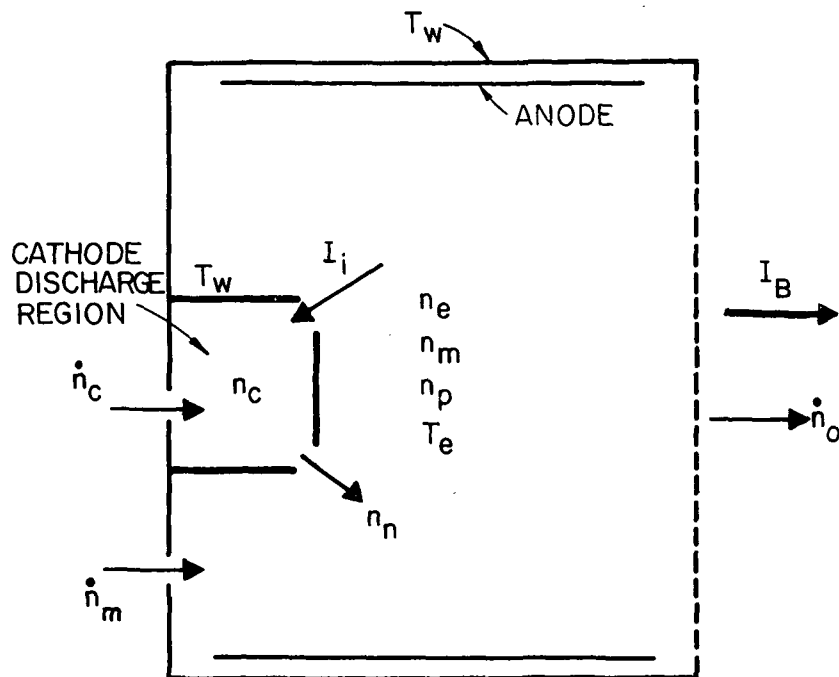 T_w
ANODE
CATHODE
DISCHARGE
REGION
T_w
I_i
n_e
n_m
n_p
T_e
I_B
ṅ_c
n_c
ṅ_o
n_n
ṅ_m